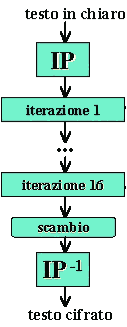 testo in chiaro
IP
iterazione 1
...
iterazione 16
scambio
IP-1
testo cifrato